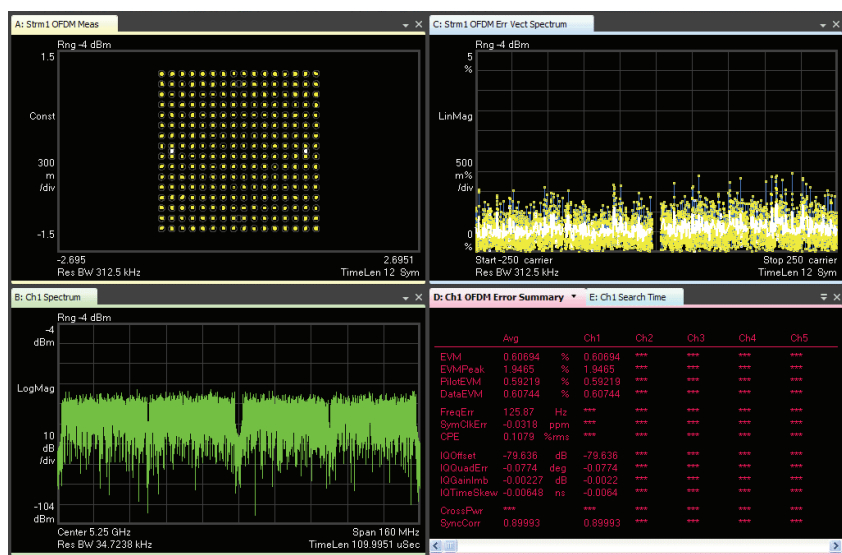 A: Strm1 OFDM Meas
Rng -4 dBm
1.5
Const
300
m
/div
-1.5
-2.695
2.6951
Res BW 312.5 kHz
TimeLen 12 Sym
C: Strm1 OFDM Err Vect Spectrum
Rng -4 dBm
5
%
LinMag
500
m%
/div
0
%
Start -250 carrier
Stop 250 carrier
Res BW 312.5 kHz
TimeLen 12 Sym
B: Ch1 Spectrum
Rng -4 dBm
-4
dBm
LogMag
10
dB
/div
-104
dBm
Center 5.25 GHz
Span 160 MHz
Res BW 34.7238 kHz
TimeLen 109.9951 uSec
D: Ch1 OFDM Error Summary
E: Ch1 Search Time
Avg Ch1 Ch2 Ch3 Ch4 Ch5
EVM 0.60694 % 0.60694 *** *** *** ***
EVMPeak 1.9465 % 1.9465 *** *** *** ***
PilotEVM 0.59219 % 0.59219 *** *** *** ***
DataEVM 0.60744 % 0.60744 *** *** *** ***
FreqErr 125.87 Hz *** *** *** *** ***
SymClkErr -0.0318 ppm *** *** *** *** ***
CPE 0.1079 %rms *** *** *** *** ***
IQOffset -79.636 dB -79.636 *** *** *** ***
IQQuadErr -0.0774 deg -0.0774 *** *** *** ***
IQGainImb -0.00227 dB -0.0022 *** *** *** ***
IQTimeSkew -0.00648 ns -0.0064 *** *** *** ***
CrossPwr *** *** *** *** *** ***
SyncCorr 0.89993 0.89993 *** *** *** ***